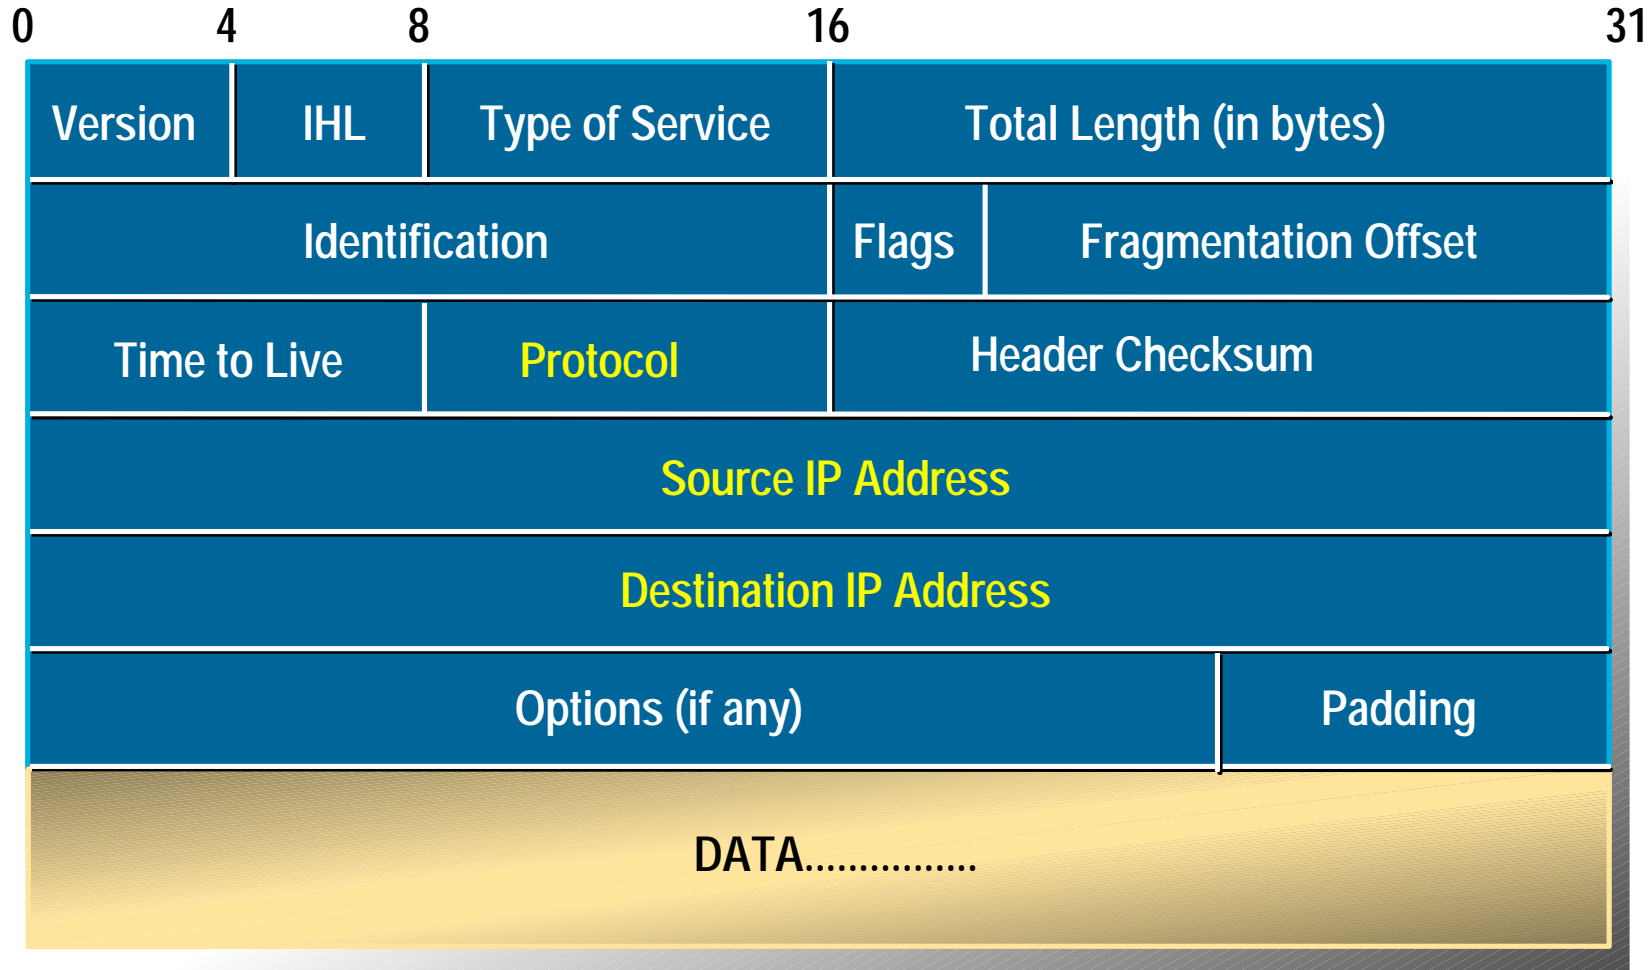 0 4 8 16 31
Version IHL Type of Service Total Length (in bytes)
Identification Flags Fragmentation Offset
Time to Live Protocol Header Checksum
Source IP Address
Destination IP Address
Options (if any) Padding
DATA................